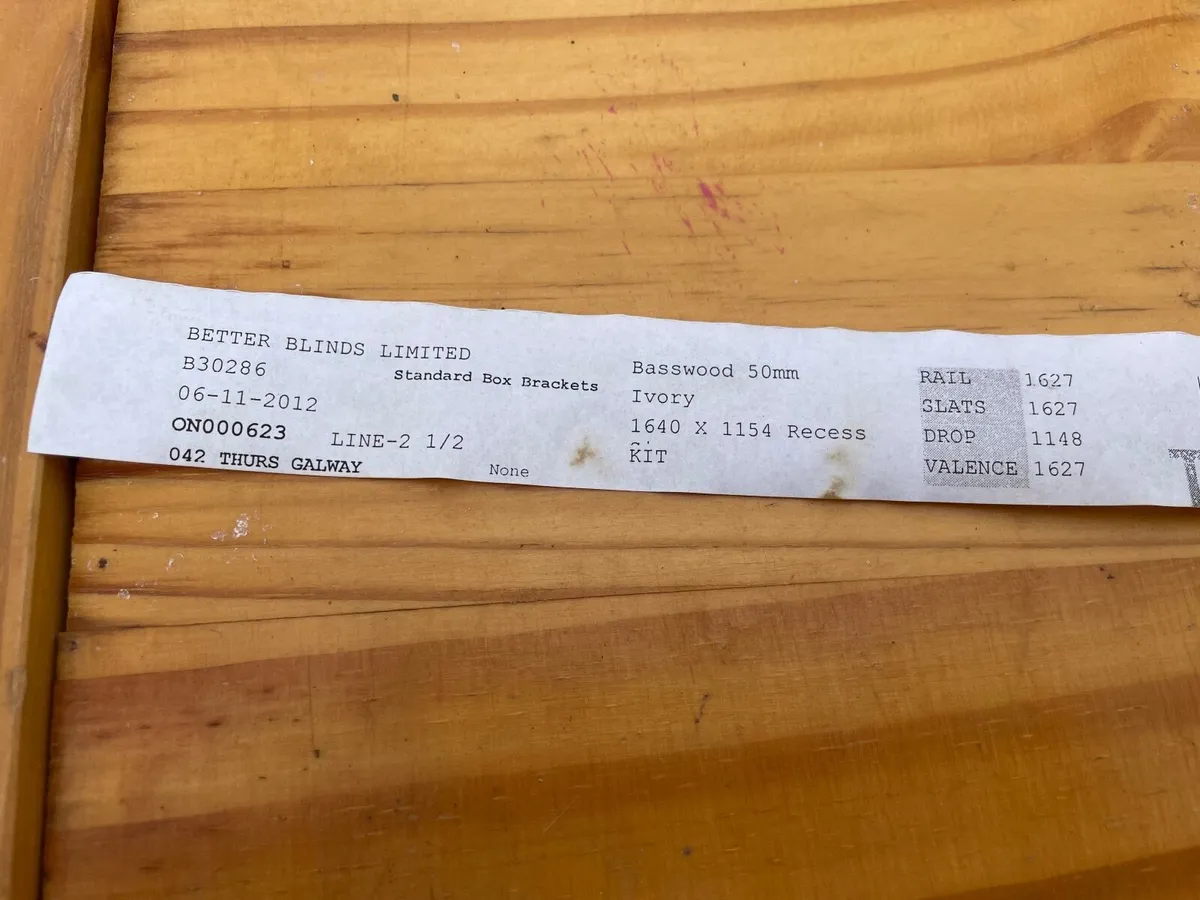 BETTER BLINDS LIMITED
B30286
Standard Box Brackets
06-11-2012
ON000623 LINE-2 1/2
042 THURS GALWAY
None
Basswood 50mm
Ivory
1640 X 1154 Recess
KIT
RAIL 1627
SLATS 1627
DROP 1148
VALENCE 1627